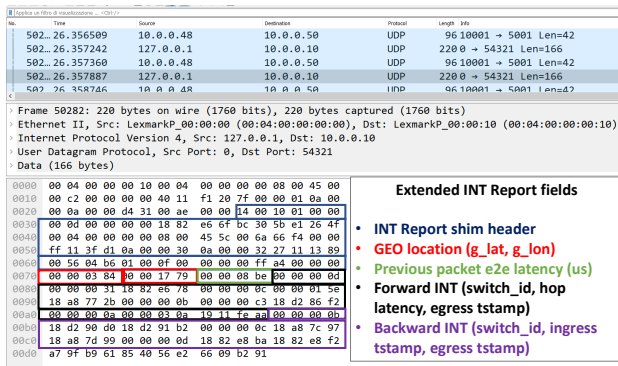 Applica un filtro di visualizzazione ... <Ctrl-/>
No. Time Source Destination Protocol Length Info
502… 26.356509 10.0.0.48 10.0.0.50 UDP 96 10001 → 5001 Len=42
502… 26.357242 127.0.0.1 10.0.0.10 UDP 220 0 → 54321 Len=166
502… 26.357360 10.0.0.48 10.0.0.50 UDP 96 10001 → 5001 Len=42
502… 26.357887 127.0.0.1 10.0.0.10 UDP 220 0 → 54321 Len=166
502 26 358746 10 0 0 48 10 0 0 50 UDP 96 10001 → 5001 Len=42
Frame 50282: 220 bytes on wire (1760 bits), 220 bytes captured (1760 bits)
Ethernet II, Src: LexmarkP_00:00:00 (00:04:00:00:00:00), Dst: LexmarkP_00:00:10 (00:04:00:00:00:10)
Internet Protocol Version 4, Src: 127.0.0.1, Dst: 10.0.0.10
User Datagram Protocol, Src Port: 0, Dst Port: 54321
Data (166 bytes)
0000 00 04 00 00 00 10 00 04 00 00 00 00 08 00 45 00
0010 00 c2 00 00 00 00 40 11 f1 20 7f 00 00 01 0a 00
0020 00 0a 00 00 d4 31 00 ae 00 00 14 00 10 01 00 00
0030 00 0d 00 00 00 00 18 82 e6 6f bc 30 5b e1 26 4f
0040 00 04 00 00 00 00 08 00 45 5c 00 6a 66 f4 00 00
0050 ff 11 3f d1 0a 00 00 30 0a 00 00 32 27 11 13 89
0060 00 56 04 b6 01 00 0f 00 00 00 00 00 ff a4 00 00
0070 00 00 03 84 00 00 17 79 00 00 08 be 00 00 00 0d
0080 00 00 00 31 18 82 e6 78 00 00 00 0c 00 00 01 5e
0090 18 a8 77 2b 00 00 00 0b 00 00 00 c3 18 d2 86 f2
00a0 00 00 00 0a 00 00 03 0a 19 11 fe aa 00 00 00 0b
00b0 18 d2 90 d0 18 d2 91 b2 00 00 00 0c 18 a8 7c 97
00c0 18 a8 7d 99 00 00 00 0d 18 82 e8 ba 18 82 e8 f2
00d0 a7 9f b9 61 85 40 56 e2 66 09 b2 91
Extended INT Report fields
• INT Report shim header
• GEO location (g_lat, g_lon)
• Previous packet e2e latency (us)
• Forward INT (switch_id, hop
latency, egress tstamp)
• Backward INT (switch_id, ingress
tstamp, egress tstamp)